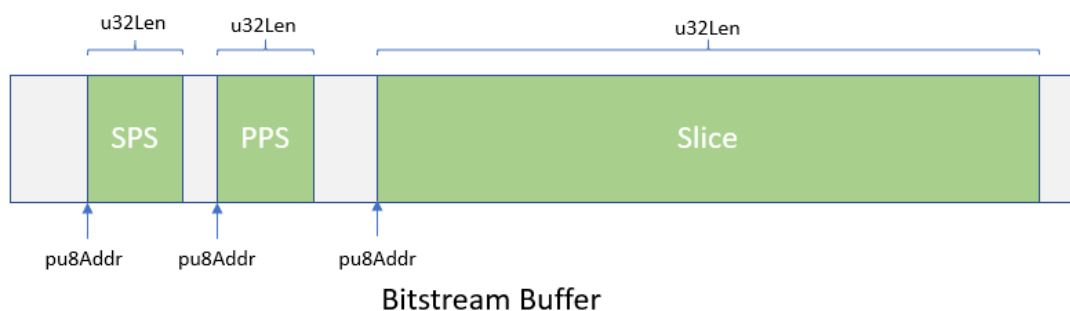 u32Len u32Len u32Len
SPS PPS Slice
pu8Addr pu8Addr pu8Addr
Bitstream Buffer